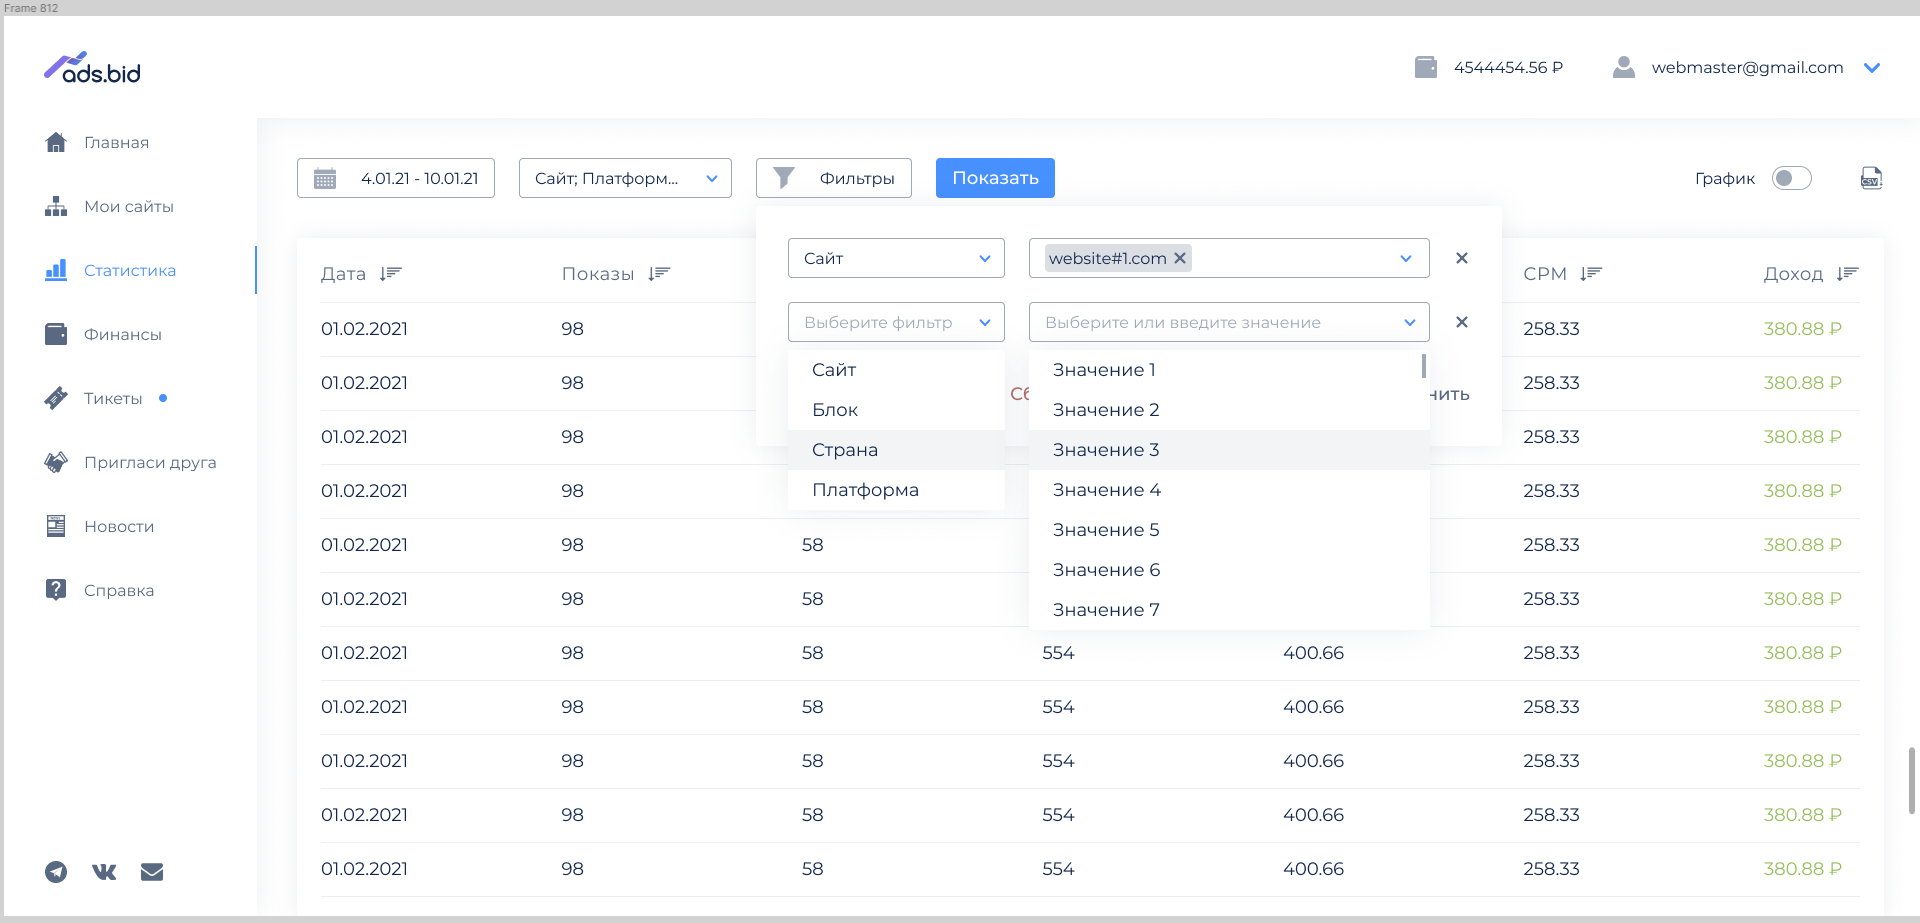 Frame 812
ads.bid
4544454.56 ₽
webmaster@gmail.com
Главная
Мои сайты
Статистика
Финансы
Тикеты
Пригласи друга
Новости
Справка
4.01.21 - 10.01.21
Сайт; Платформ...
Фильтры
Показать
График
CSV
Сайт
website#1.com
Выберите фильтр
Выберите или введите значение
Сайт
Блок
Страна
Платформа
Значение 1
Значение 2
Значение 3
Значение 4
Значение 5
Значение 6
Значение 7
Дата Показы CPM Доход
01.02.2021 98 258.33 380.88 ₽
01.02.2021 98 258.33 380.88 ₽
01.02.2021 98 258.33 380.88 ₽
01.02.2021 98 258.33 380.88 ₽
01.02.2021 98 58 258.33 380.88 ₽
01.02.2021 98 58 258.33 380.88 ₽
01.02.2021 98 58 554 400.66 258.33 380.88 ₽
01.02.2021 98 58 554 400.66 258.33 380.88 ₽
01.02.2021 98 58 554 400.66 258.33 380.88 ₽
01.02.2021 98 58 554 400.66 258.33 380.88 ₽
01.02.2021 98 58 554 400.66 258.33 380.88 ₽